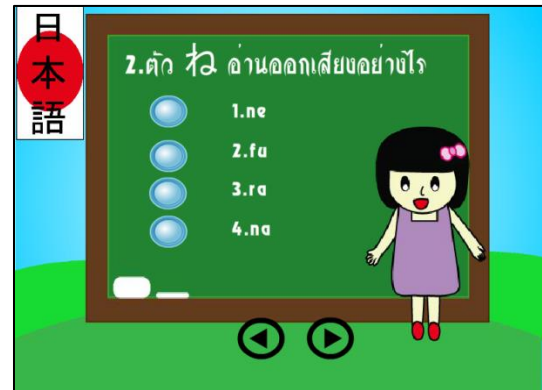 日
本
語
2.ตัว ね อ่านออกเสียงอย่างไร
1.ne
2.fu
3.ra
4.na